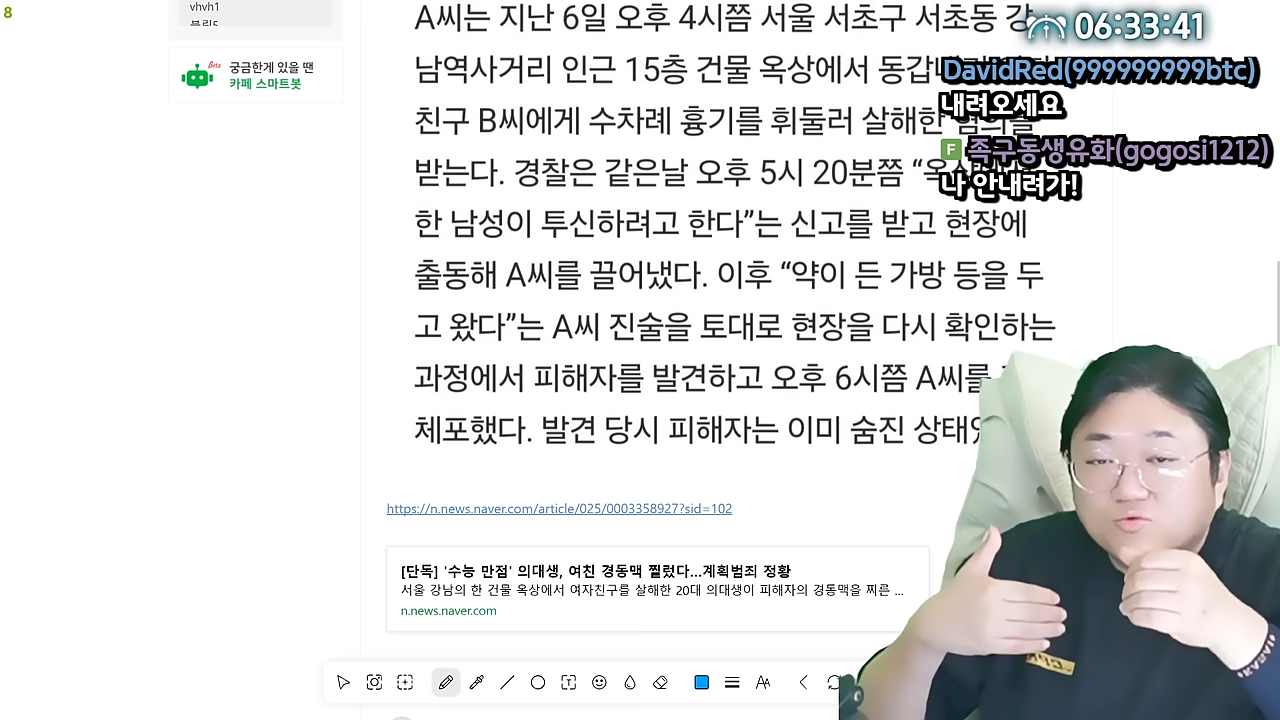 8
vhvh1
블린5
Beta
궁금한게 있을 땐
카페 스마트봇
A씨는 지난 6일 오후 4시쯤 서울 서초구 서초동 강
남역사거리 인근 15층 건물 옥상에서 동갑
친구 B씨에게 수차례 흉기를 휘둘러 살해한 혐의를
받는다. 경찰은 같은날 오후 5시 20분쯤 “옥상에서
한 남성이 투신하려고 한다”는 신고를 받고 현장에
출동해 A씨를 끌어냈다. 이후 “약이 든 가방 등을 두
고 왔다”는 A씨 진술을 토대로 현장을 다시 확인하는
과정에서 피해자를 발견하고 오후 6시쯤 A씨를
체포했다. 발견 당시 피해자는 이미 숨진
https://n.news.naver.com/article/025/0003358927?sid=102
[단독] '수능 만점' 의대생, 여친 경동맥 찔렀다...계획범죄 정황
서울 강남의 한 건물 옥상에서 여자친구를 살해한 20대 의대생이 피해자의 경동맥을 찌른 ...
n.news.naver.com
06:33:41
DavidRed(999999999btc)
내려오세요
F 족구동생유화(gogosi1212)
나 안내려가!